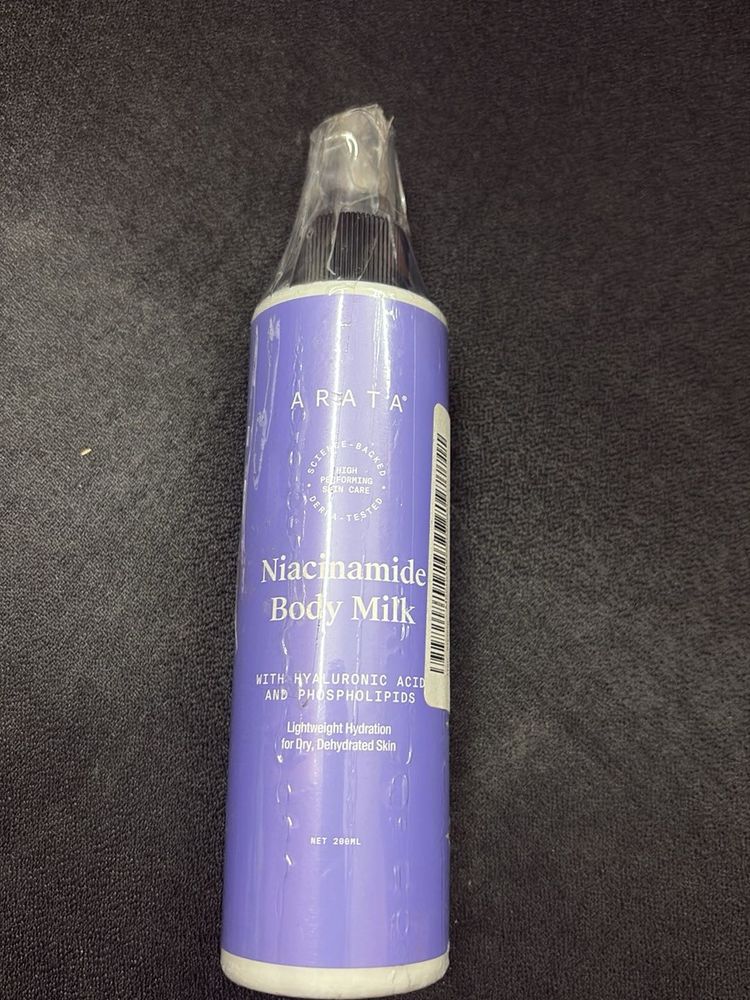 ARATA®
SCIENCE-BACKED
HIGH
PERFORMING
SKIN CARE
DERMA-TESTED
Niacinamide
Body Milk
WITH HYALURONIC ACID
AND PHOSPHOLIPIDS
Lightweight Hydration
for Dry, Dehydrated Skin
NET 200ML